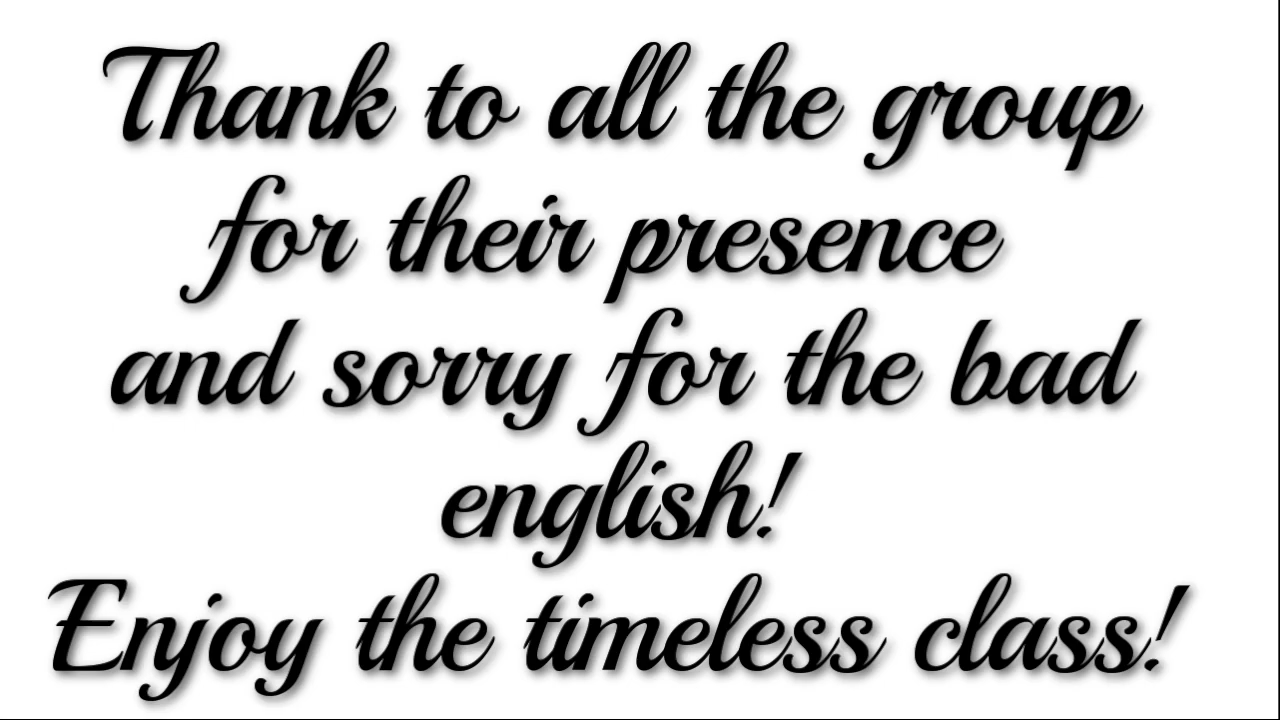 Thank to all the group
for their presence
and sorry for the bad
english!
Enjoy the timeless class!